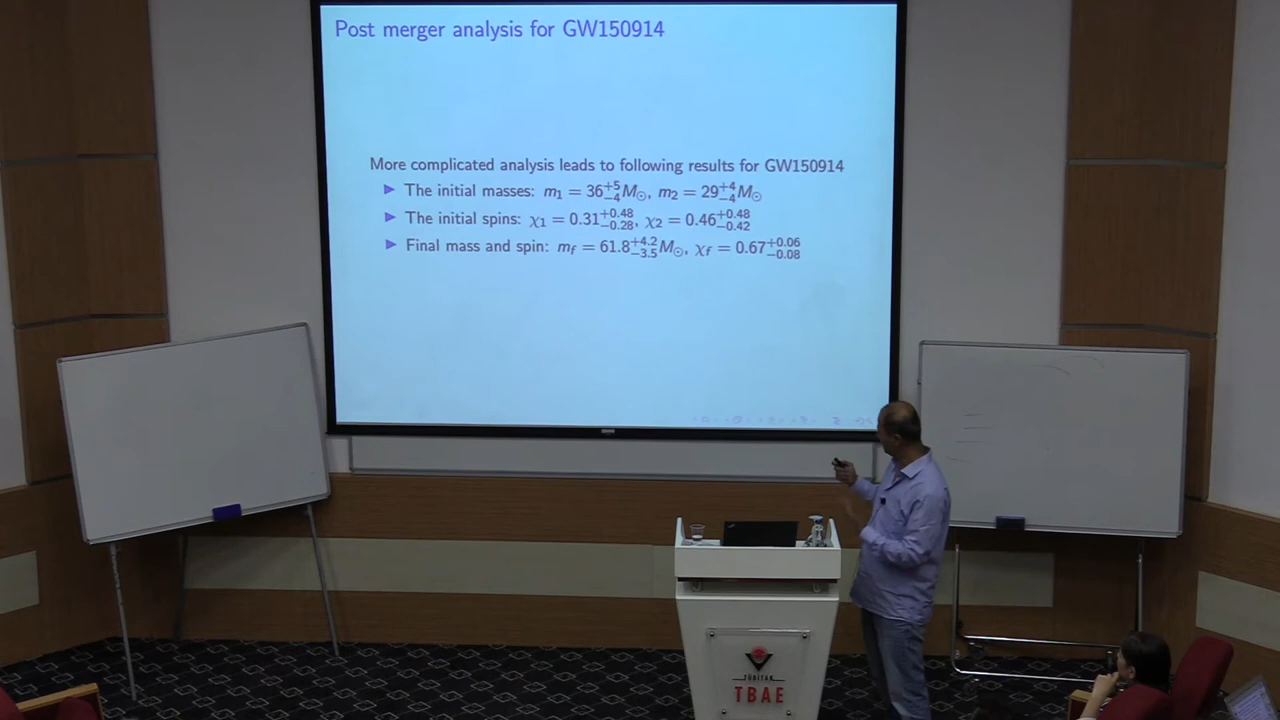 Post merger analysis for GW150914
More complicated analysis leads to following results for GW150914
▶ The initial masses: m₁ = 36⁺⁵₋₄M☉, m₂ = 29⁺⁴₋₄M☉
▶ The initial spins: χ₁ = 0.31⁺⁰·⁴⁸₋₀.₂₈, χ₂ = 0.46⁺⁰·⁴⁸₋₀.₄₂
▶ Final mass and spin: m_f = 61.8⁺⁴·²₋₃.₅M☉, χ_f = 0.67⁺⁰·⁰⁶₋₀.₀₈
TÜBİTAK
TBAE